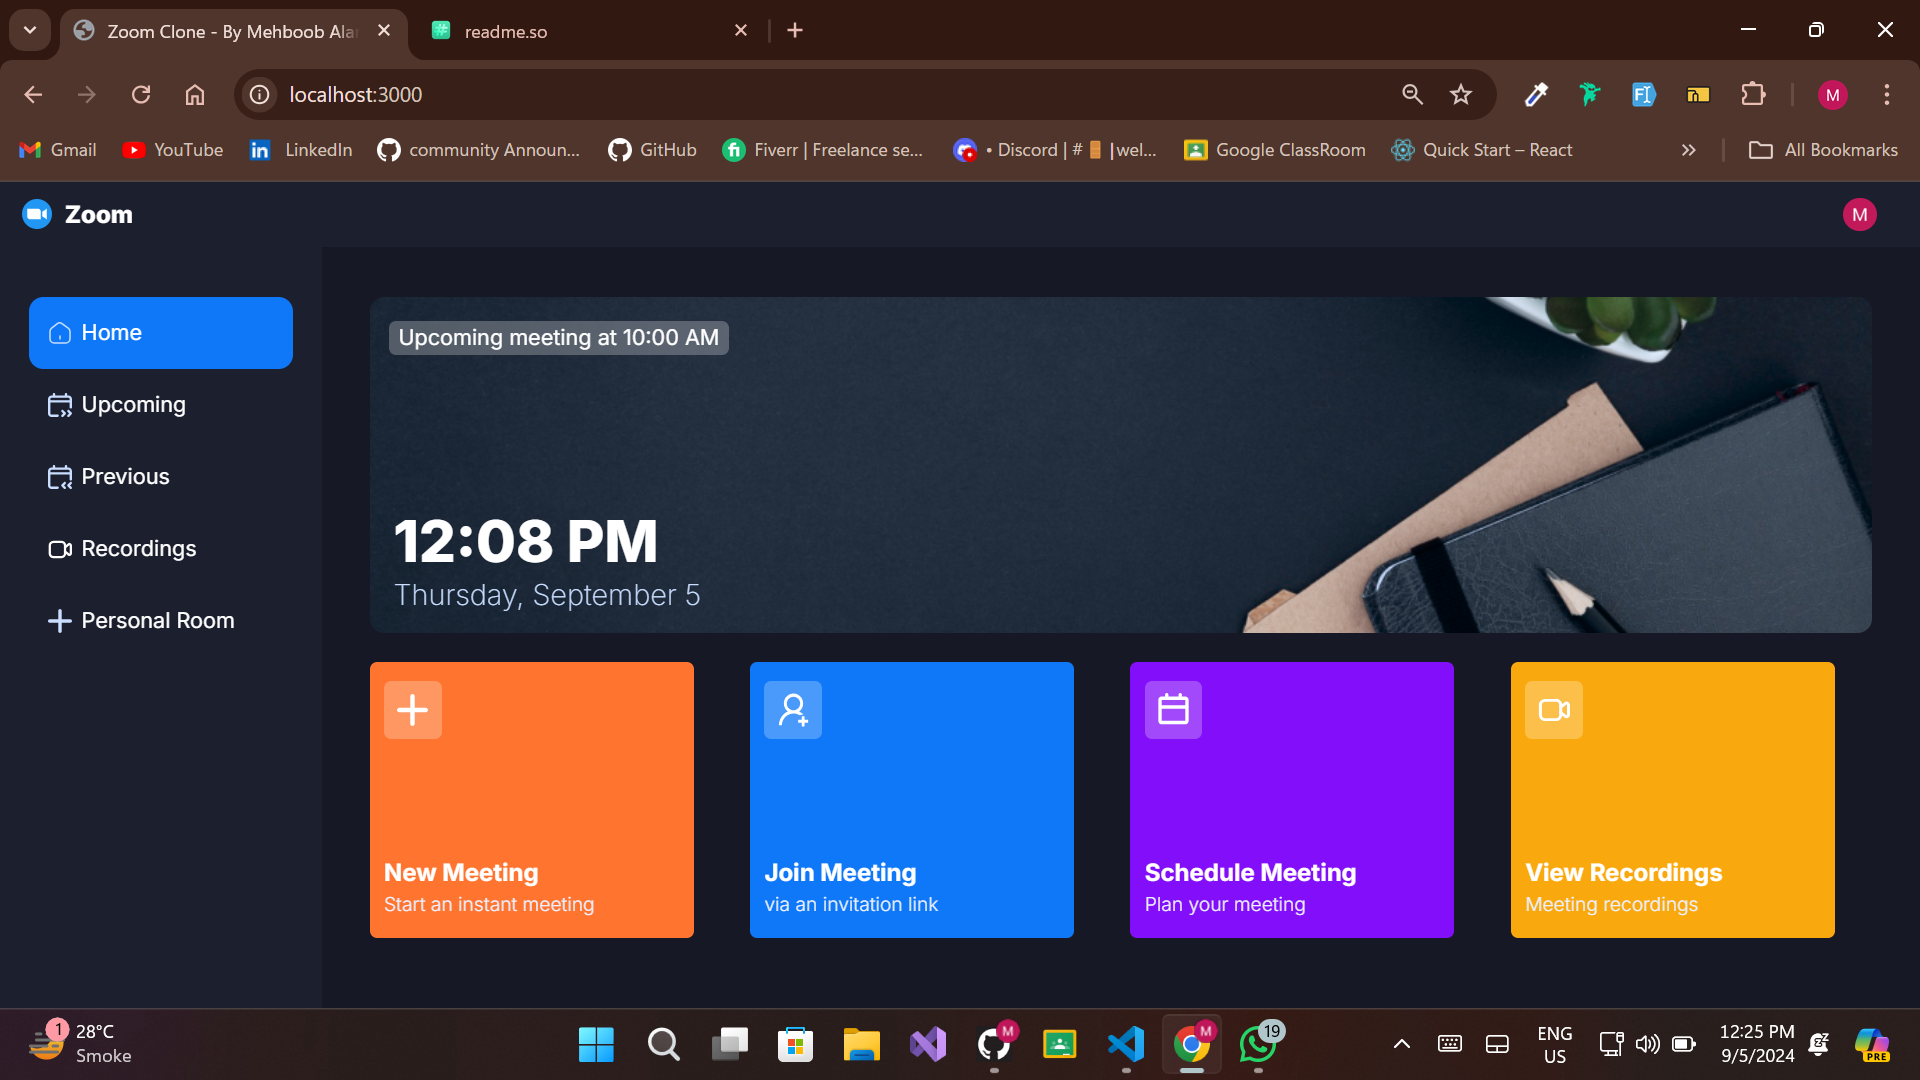 Zoom Clone - By Mehboob Ala
readme.so
localhost:3000
M
Gmail
YouTube
LinkedIn
community Announ...
GitHub
Fiverr | Freelance se...
• Discord | # |wel...
Google ClassRoom
Quick Start – React
All Bookmarks
Zoom
M
Home
Upcoming
Previous
Recordings
Personal Room
Upcoming meeting at 10:00 AM
12:08 PM
Thursday, September 5
New Meeting
Start an instant meeting
Join Meeting
via an invitation link
Schedule Meeting
Plan your meeting
View Recordings
Meeting recordings
1
28°C
Smoke
M
M
19
ENG
US
12:25 PM
9/5/2024
PRE